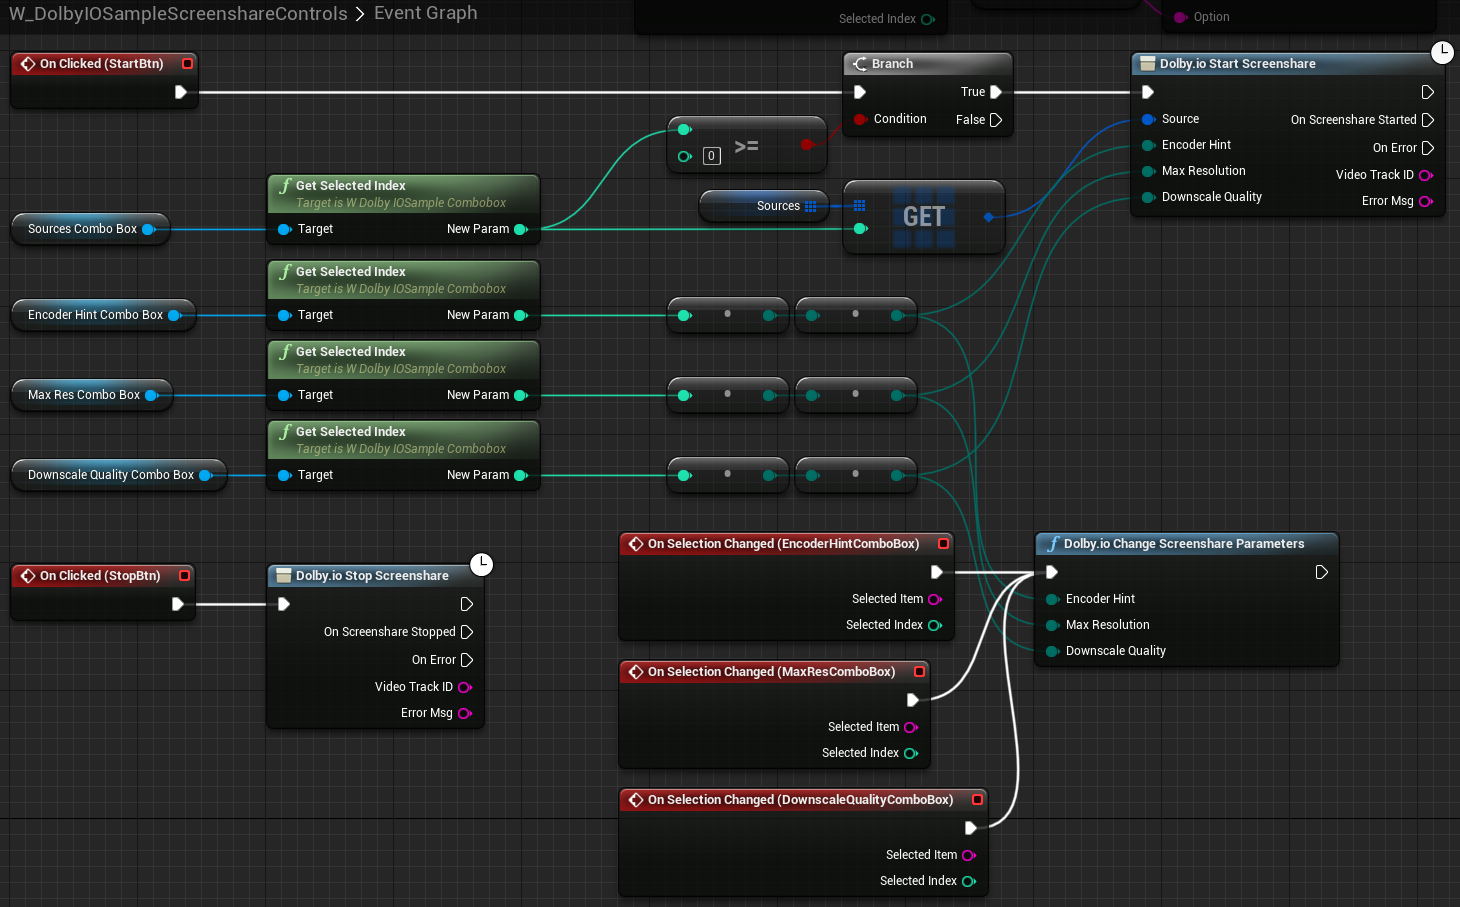 W_DolbyIOSampleScreenshareControls > Event Graph
Selected Index
Option
On Clicked (StartBtn)
Branch
True
Condition
False
Dolby.io Start Screenshare
Source
On Screenshare Started
Encoder Hint
On Error
Max Resolution
Video Track ID
Downscale Quality
Error Msg
0
>=
Sources
GET
Sources Combo Box
Get Selected Index
Target is W Dolby IOSample Combobox
Target
New Param
Encoder Hint Combo Box
Get Selected Index
Target is W Dolby IOSample Combobox
Target
New Param
Max Res Combo Box
Get Selected Index
Target is W Dolby IOSample Combobox
Target
New Param
Downscale Quality Combo Box
Get Selected Index
Target is W Dolby IOSample Combobox
Target
New Param
On Clicked (StopBtn)
Dolby.io Stop Screenshare
On Screenshare Stopped
On Error
Video Track ID
Error Msg
On Selection Changed (EncoderHintComboBox)
Selected Item
Selected Index
On Selection Changed (MaxResComboBox)
Selected Item
Selected Index
On Selection Changed (DownscaleQualityComboBox)
Selected Item
Selected Index
Dolby.io Change Screenshare Parameters
Encoder Hint
Max Resolution
Downscale Quality